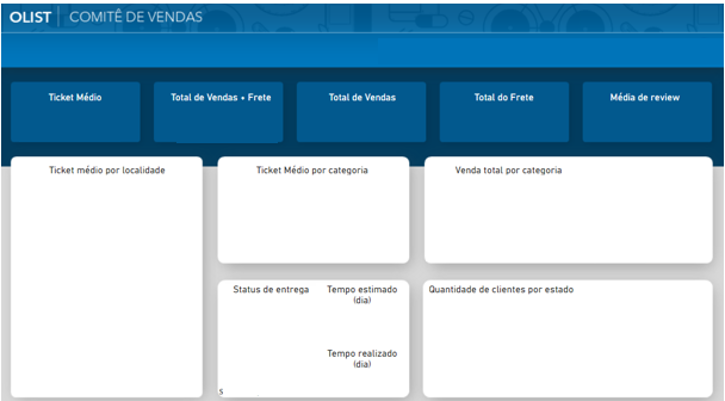 OLIST | COMITÊ DE VENDAS
Ticket Médio
Total de Vendas + Frete
Total de Vendas
Total do Frete
Média de review
Ticket médio por localidade
Ticket Médio por categoria
Venda total por categoria
Status de entrega
Tempo estimado
(dia)
Tempo realizado
(dia)
S
Quantidade de clientes por estado